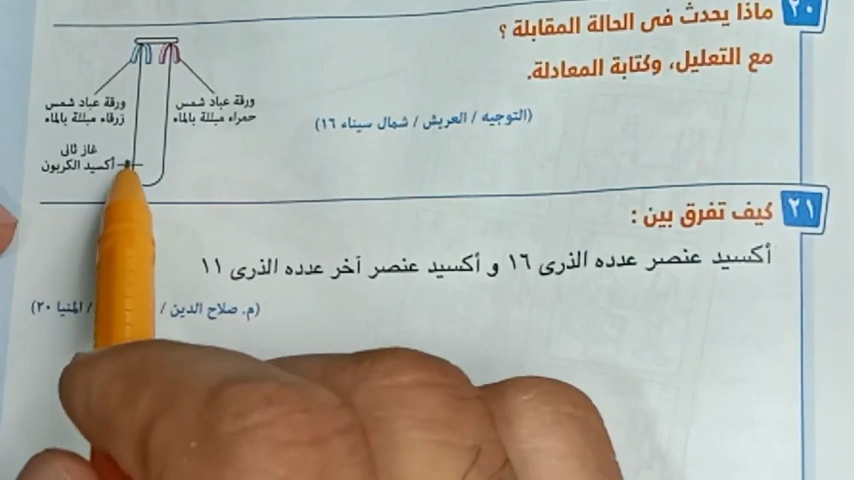 ٢٠ ماذا يحدث فى الحالة المقابلة ؟
مع التعليل، وكتابة المعادلة.
(التوجيه / العريش / شمال سيناء ١٦)
ورقة عباد شمس حمراء مبللة بالماء
ورقة عباد شمس زرقاء مبللة بالماء
غاز ثانى أكسيد الكربون
٢١ كيف تفرق بين :
أكسيد عنصر عدده الذرى ١٦ و أكسيد عنصر آخر عدده الذرى ١١
(م. صلاح الدين / / المنيا ٢٠)